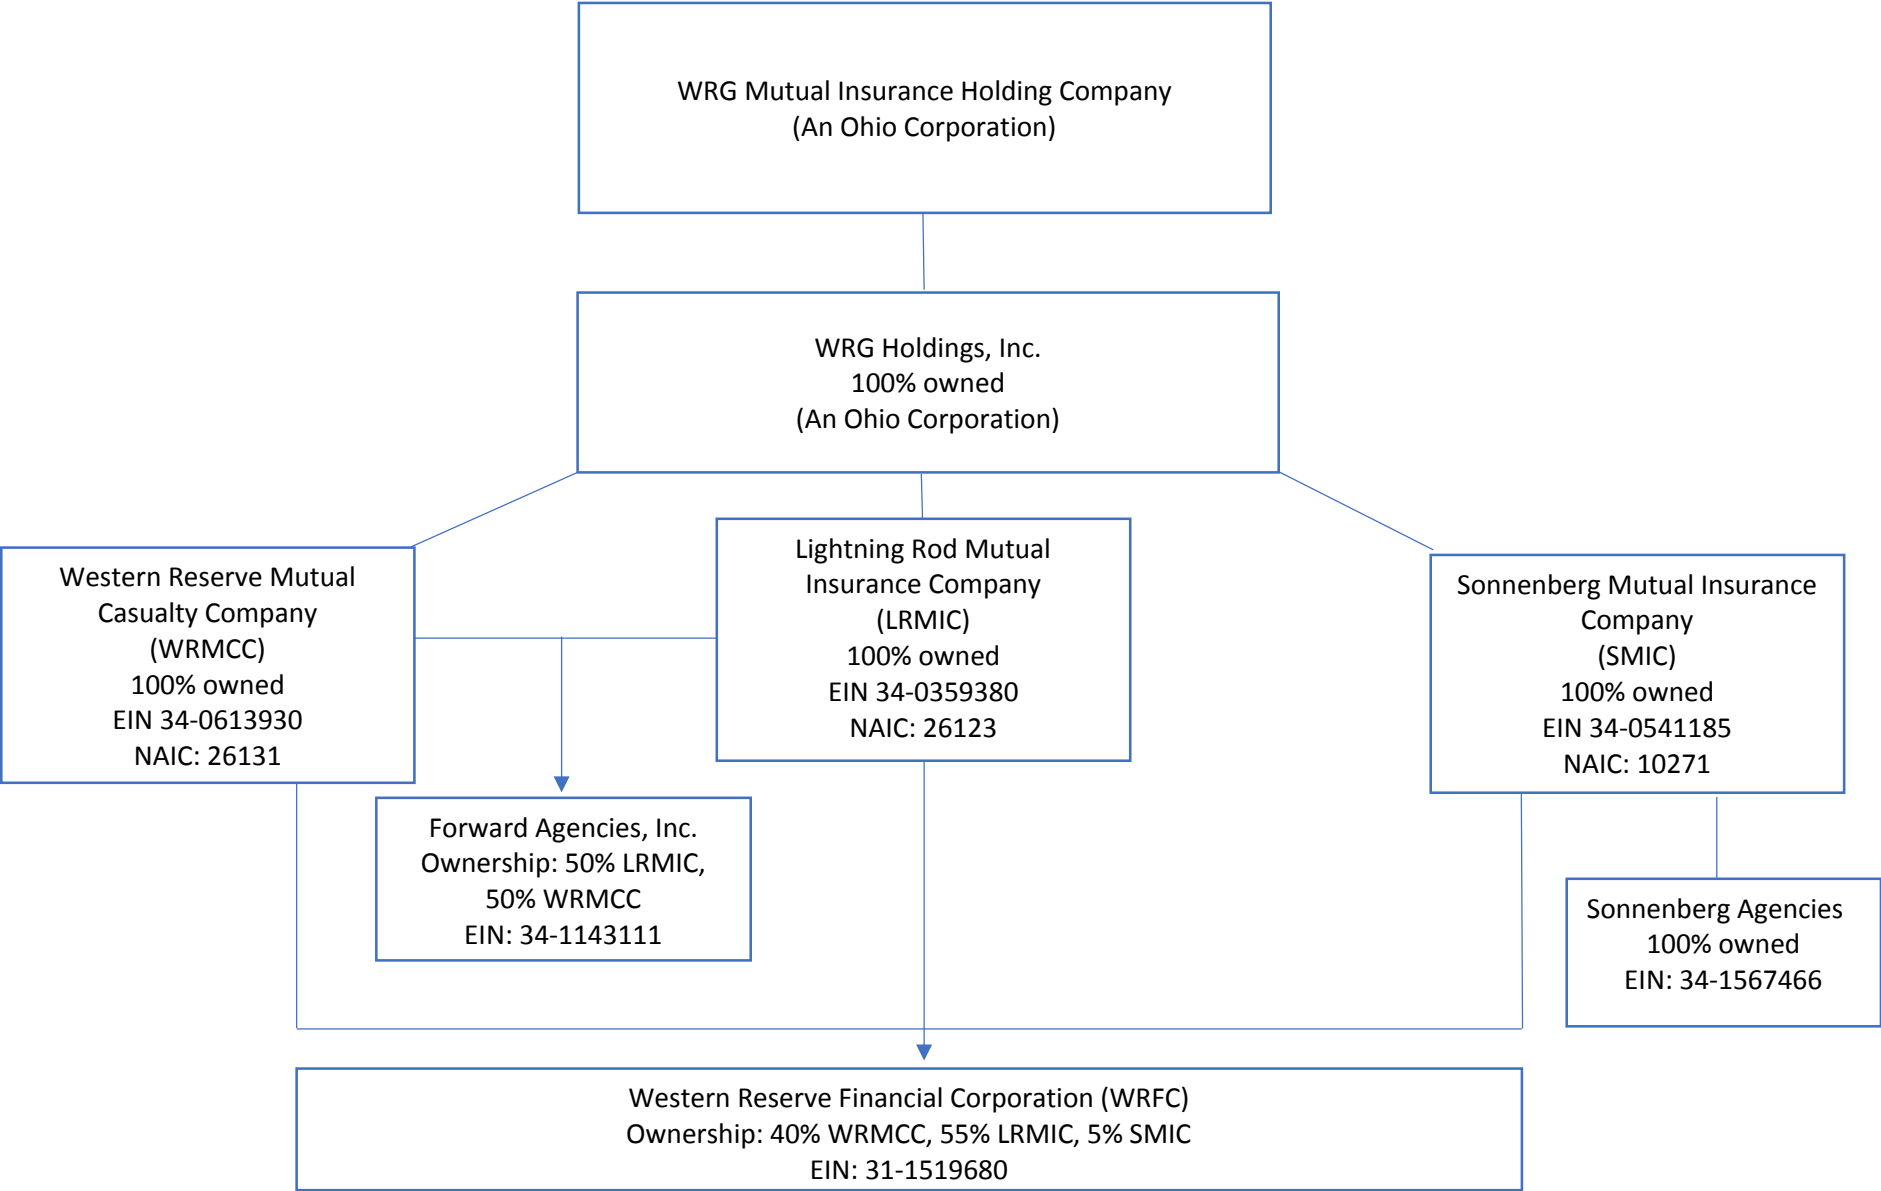 WRG Mutual Insurance Holding Company
(An Ohio Corporation)
WRG Holdings, Inc.
100% owned
(An Ohio Corporation)
Western Reserve Mutual
Casualty Company
(WRMCC)
100% owned
EIN 34-0613930
NAIC: 26131
Lightning Rod Mutual
Insurance Company
(LRMIC)
100% owned
EIN 34-0359380
NAIC: 26123
Sonnenberg Mutual Insurance
Company
(SMIC)
100% owned
EIN 34-0541185
NAIC: 10271
Forward Agencies, Inc.
Ownership: 50% LRMIC,
50% WRMCC
EIN: 34-1143111
Sonnenberg Agencies
100% owned
EIN: 34-1567466
Western Reserve Financial Corporation (WRFC)
Ownership: 40% WRMCC, 55% LRMIC, 5% SMIC
EIN: 31-1519680